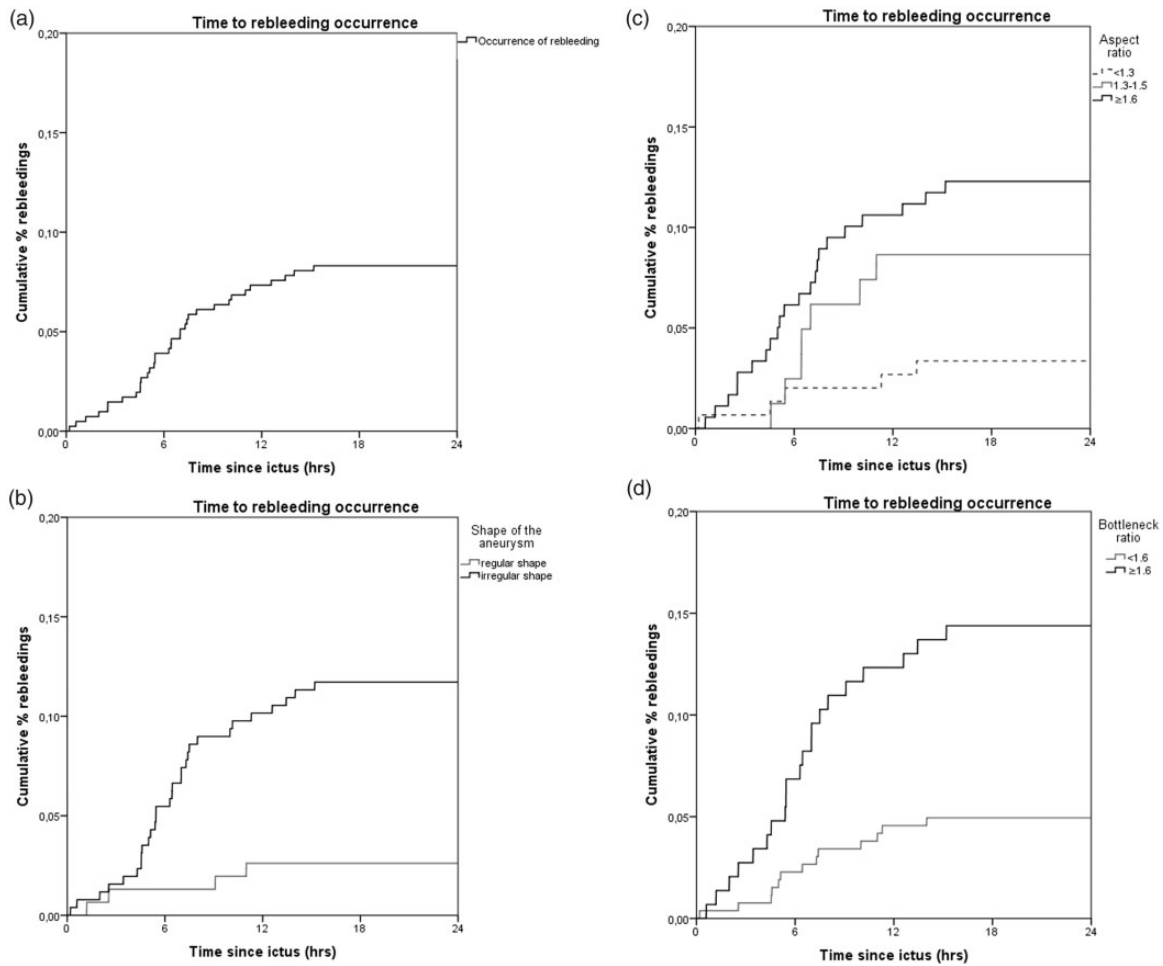 (a)
Time to rebleeding occurrence
Occurrence of rebleeding
0,20
0,15
0,10
0,05
0,00
Cumulative % rebleedings
0 6 12 18 24
Time since ictus (hrs)
(c)
Time to rebleeding occurrence
Aspect
ratio
<1.3
1.3-1.5
≥1.6
0,20
0,15
0,10
0,05
0,00
Cumulative % rebleedings
0 6 12 18 24
Time since ictus (hrs)
(b)
Time to rebleeding occurrence
Shape of the
aneurysm
regular shape
irregular shape
0,20
0,15
0,10
0,05
0,00
Cumulative % rebleedings
0 6 12 18 24
Time since ictus (hrs)
(d)
Time to rebleeding occurrence
Bottleneck
ratio
<1.6
≥1.6
0,20
0,15
0,10
0,05
0,00
Cumulative % rebleedings
0 6 12 18 24
Time since ictus (hrs)